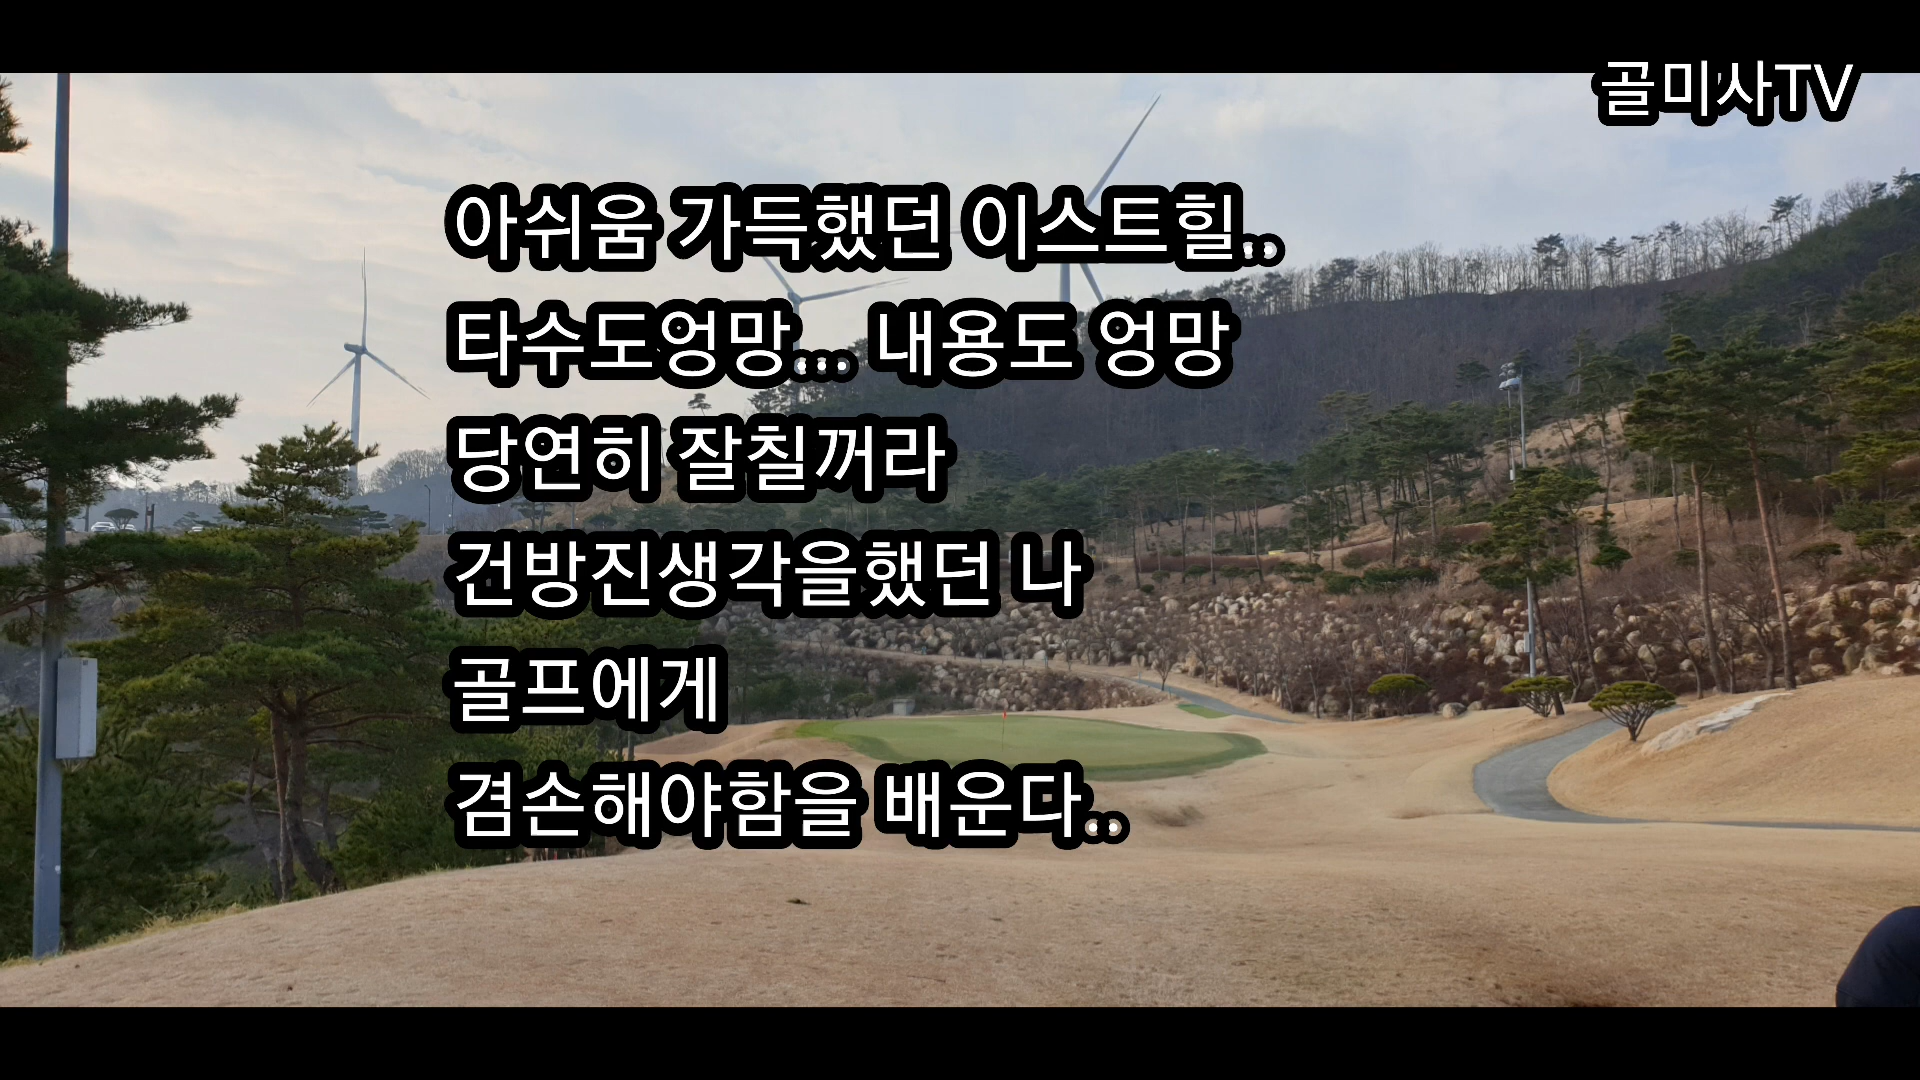 골미사TV
아쉬움 가득했던 이스트힐..
타수도엉망... 내용도 엉망
당연히 잘칠꺼라
건방진생각을했던 나
골프에게
겸손해야함을 배운다..